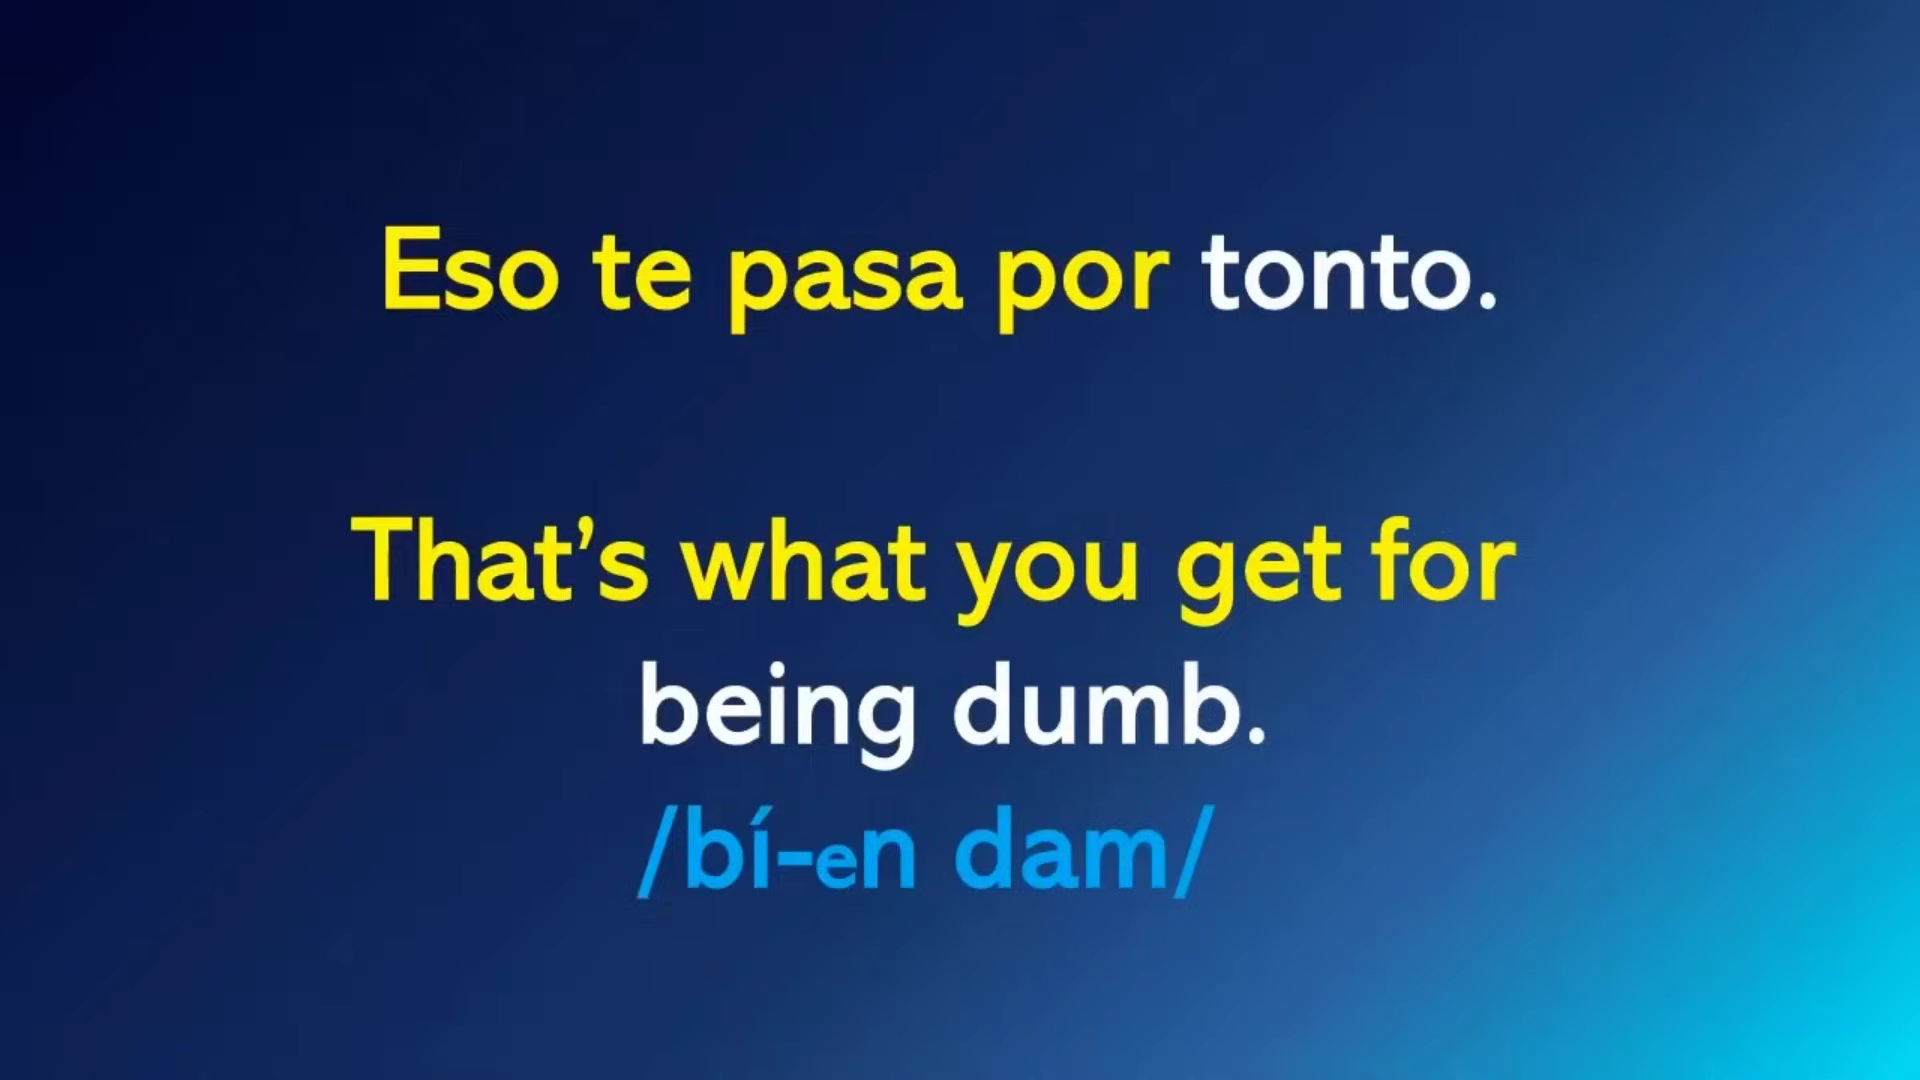 Eso te pasa por tonto.
That’s what you get for
being dumb.
/bí-en dam/